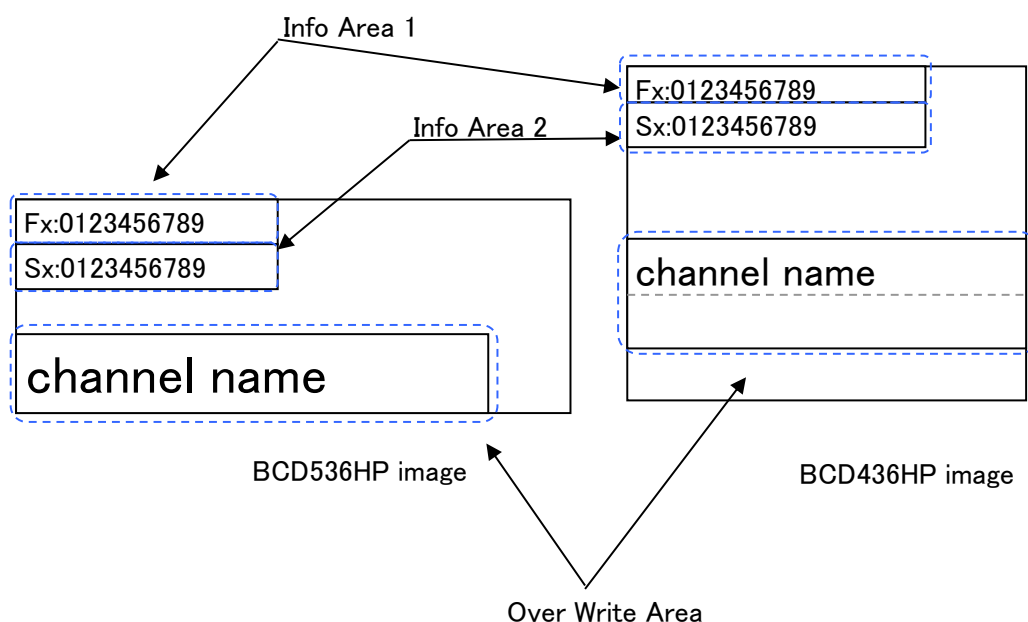 Info Area 1
Fx:0123456789
Info Area 2
Sx:0123456789
Fx:0123456789
Sx:0123456789
channel name
channel name
BCD536HP image
BCD436HP image
Over Write Area